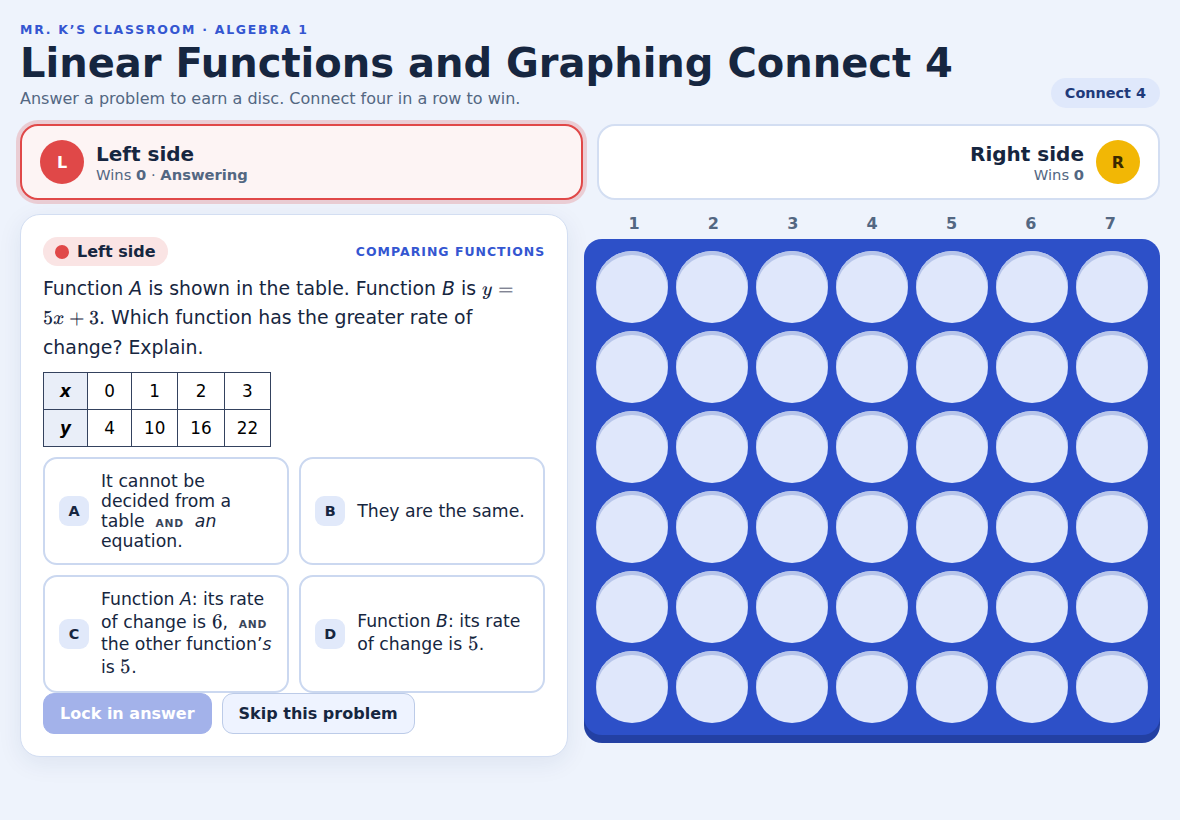 MR. K'S CLASSROOM · ALGEBRA 1
Linear Functions and Graphing Connect 4
Answer a problem to earn a disc. Connect four in a row to win.
Connect 4
L
Left side
Wins 0 · Answering
Right side
Wins 0
R
Left side
COMPARING FUNCTIONS
Function A is shown in the table. Function B is y =
5x + 3. Which function has the greater rate of
change? Explain.
x 0 1 2 3
y 4 10 16 22
A
It cannot be
decided from a
table AND an
equation.
B
They are the same.
C
Function A: its rate
of change is 6, AND
the other function's
is 5.
D
Function B: its rate
of change is 5.
Lock in answer
Skip this problem
1 2 3 4 5 6 7